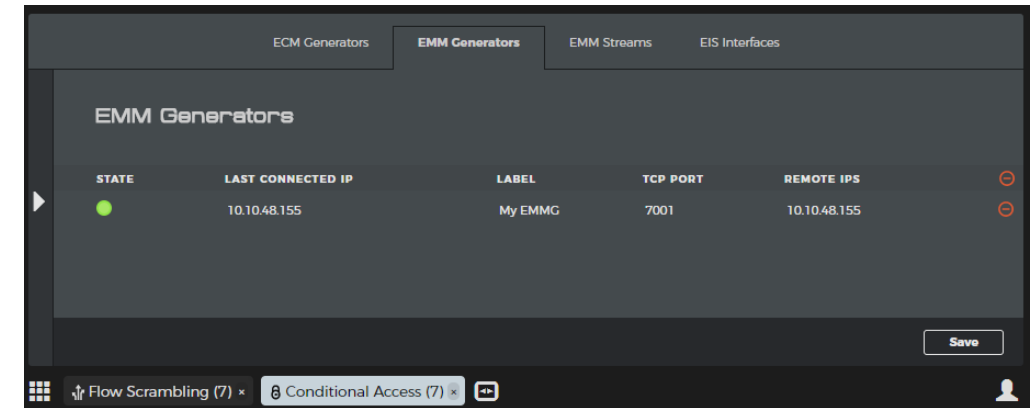 ECM Generators EMM Generators EMM Streams EIS Interfaces
EMM Generators
STATE LAST CONNECTED IP LABEL TCP PORT REMOTE IPS
10.10.48.155 My EMMG 7001 10.10.48.155
Save
Flow Scrambling (7) × Conditional Access (7) ×